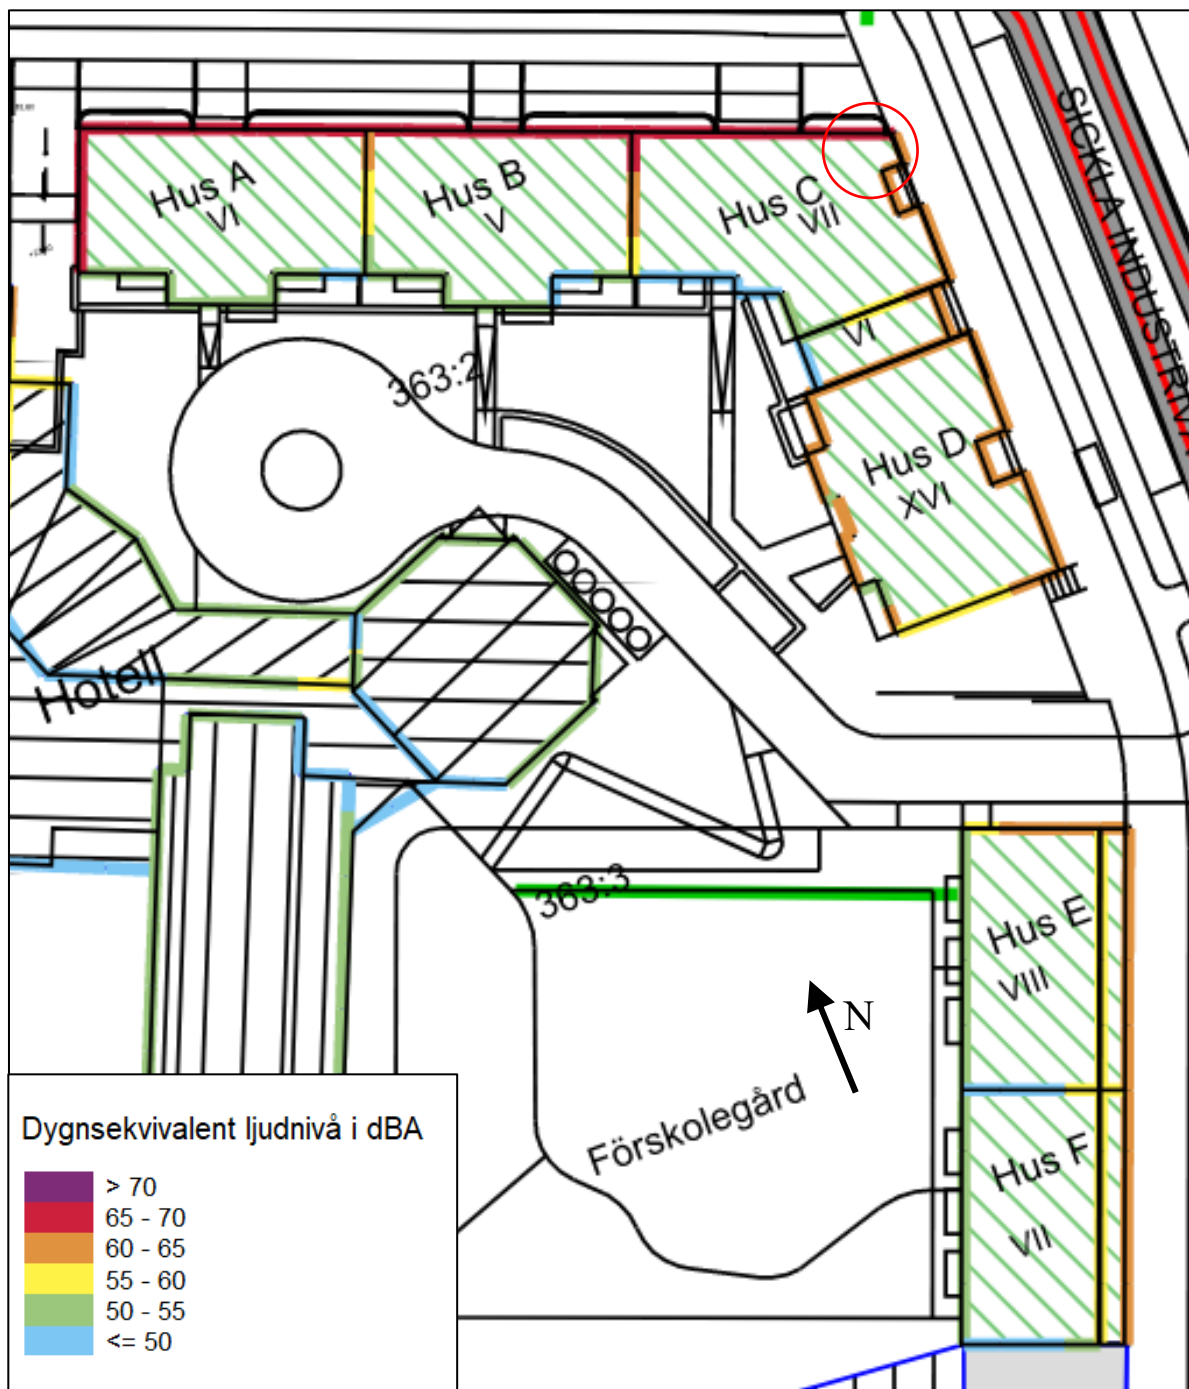 SICKLA INDUSTRIVÄ
Hus A
VI
Hus B
V
Hus C
VII
VI
363:2
Hus D
XVI
Hotell
363:3
Hus E
VIII
N
Förskolegård
Hus F
VII
Dygnsekvivalent ljudnivå i dBA
> 70
65 - 70
60 - 65
55 - 60
50 - 55
<= 50